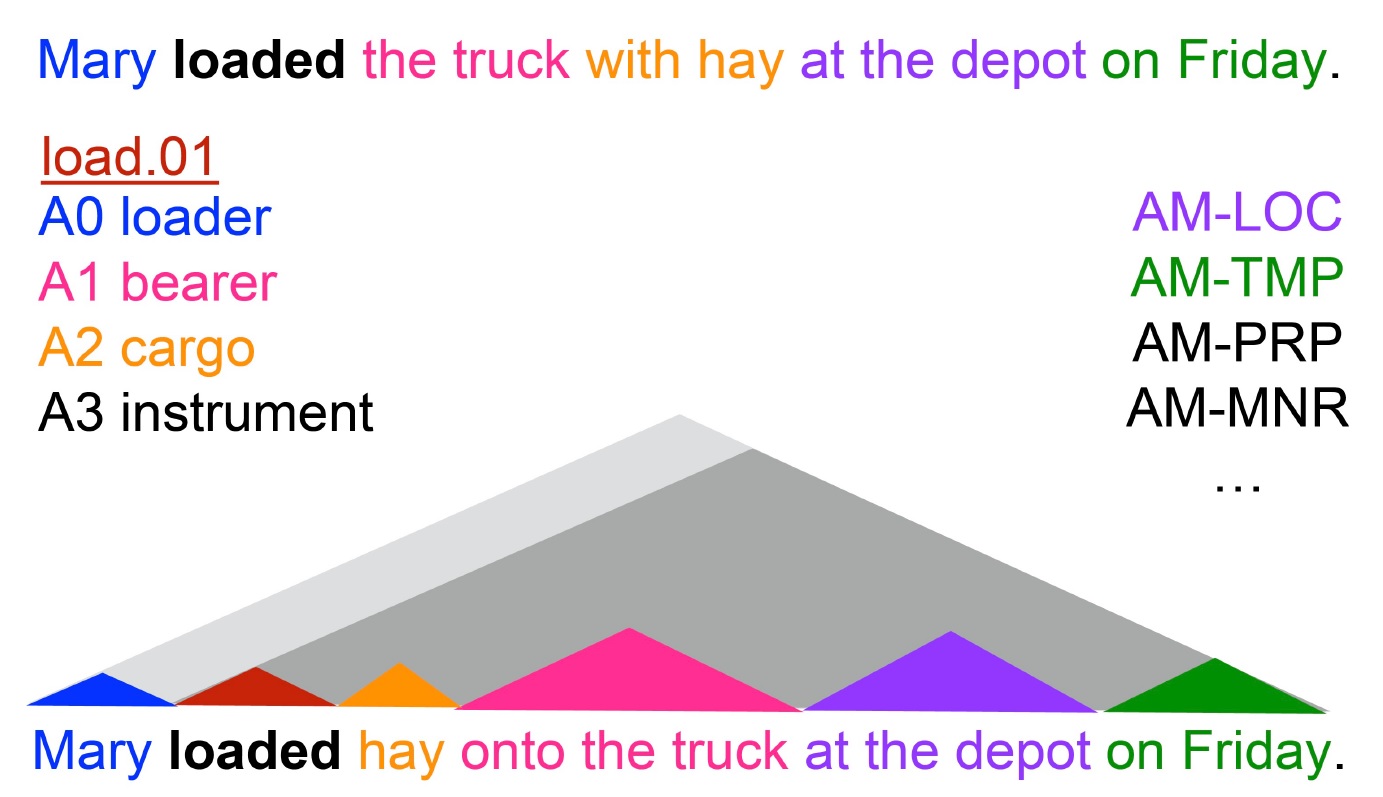 Mary loaded the truck with hay at the depot on Friday.
load.01
A0 loader
A1 bearer
A2 cargo
A3 instrument
AM-LOC
AM-TMP
AM-PRP
AM-MNR
…
Mary loaded hay onto the truck at the depot on Friday.